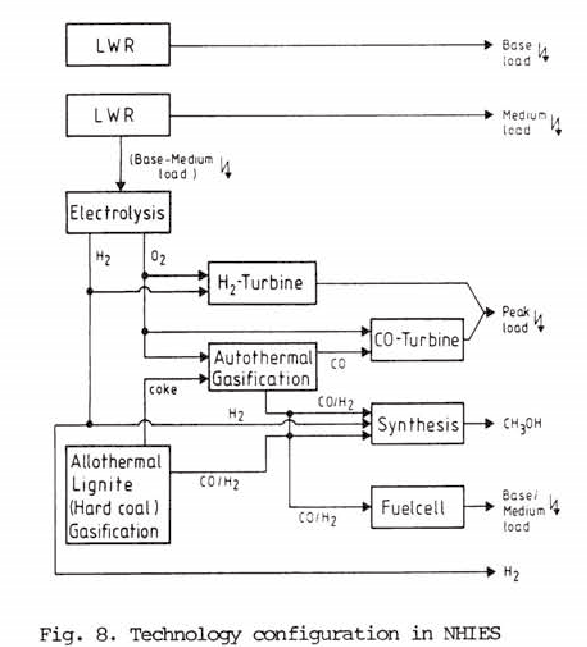 LWR
Base
load
LWR
Medium
load
(Base-Medium
load)
Electrolysis
H2
O2
H2-Turbine
Peak
load
CO-Turbine
Autothermal
Gasification
CO
coke
CO/H2
H2
Synthesis
CH3OH
Allothermal
Lignite
(Hard coal)
Gasification
CO/H2
CO/H2
Fuelcell
Base/
Medium
load
H2
Fig. 8. Technology configuration in NHIES